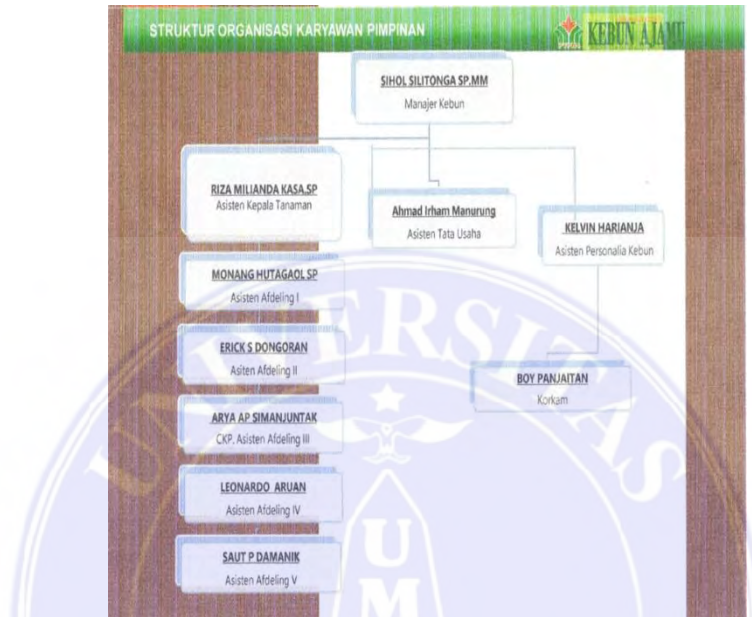 STRUKTUR ORGANISASI KARYAWAN PIMPINAN
KEBUN AJAMU
SIHOL SILITONGA SP.MM
Manajer Kebun
RIZA MILIANDA KASA.SP
Asisten Kepala Tanaman
Ahmad Irham Manurung
Asisten Tata Usaha
KELVIN HARIANJA
Asisten Personalia Kebun
MONANG HUTAGAOL SP
Asisten Afdeling I
ERICK S DONGORAN
Asiten Afdeling II
BOY PANJAITAN
Korkam
ARYA AP SIMANJUNTAK
CKP. Asisten Afdeling III
LEONARDO ARUAN
Asisten Afdeling IV
SAUT P DAMANIK
Asisten Afdeling V
UNIVERSITAS
U
M